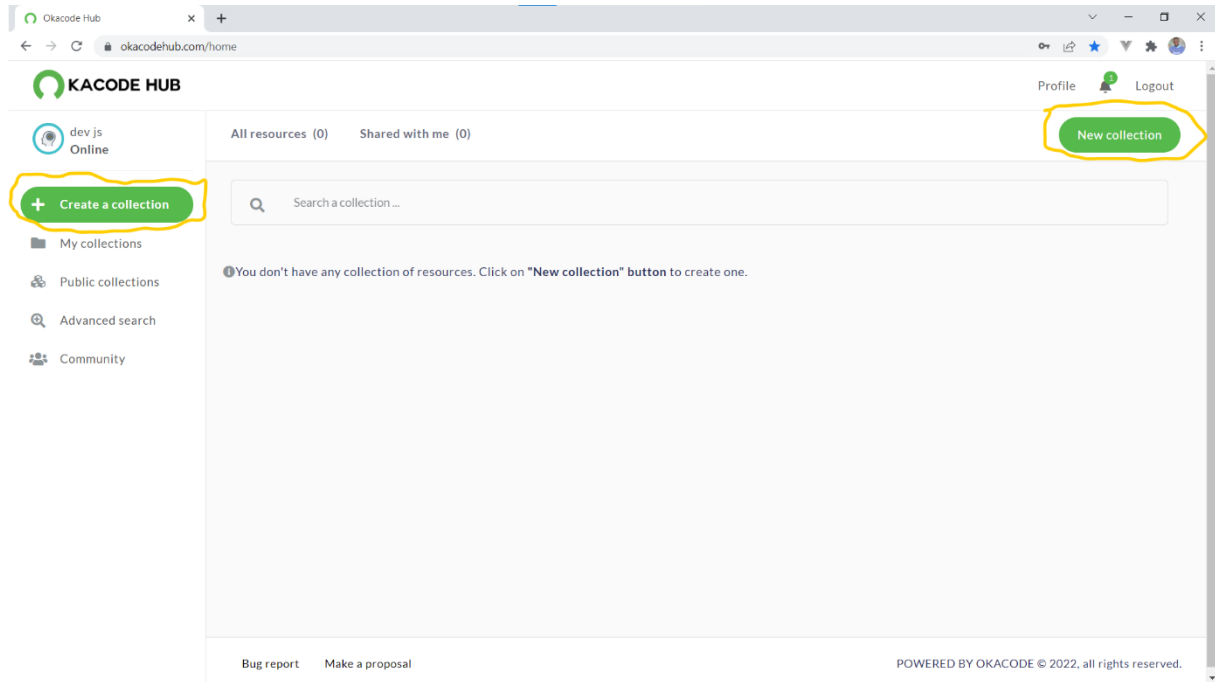 Okacode Hub
okacodehub.com/home
KACODE HUB
Profile 1 Logout
dev js
Online
All resources (0) Shared with me (0) New collection
+ Create a collection
Search a collection ...
My collections
You don't have any collection of resources. Click on "New collection" button to create one.
Public collections
Advanced search
Community
Bug report Make a proposal POWERED BY OKACODE © 2022, all rights reserved.